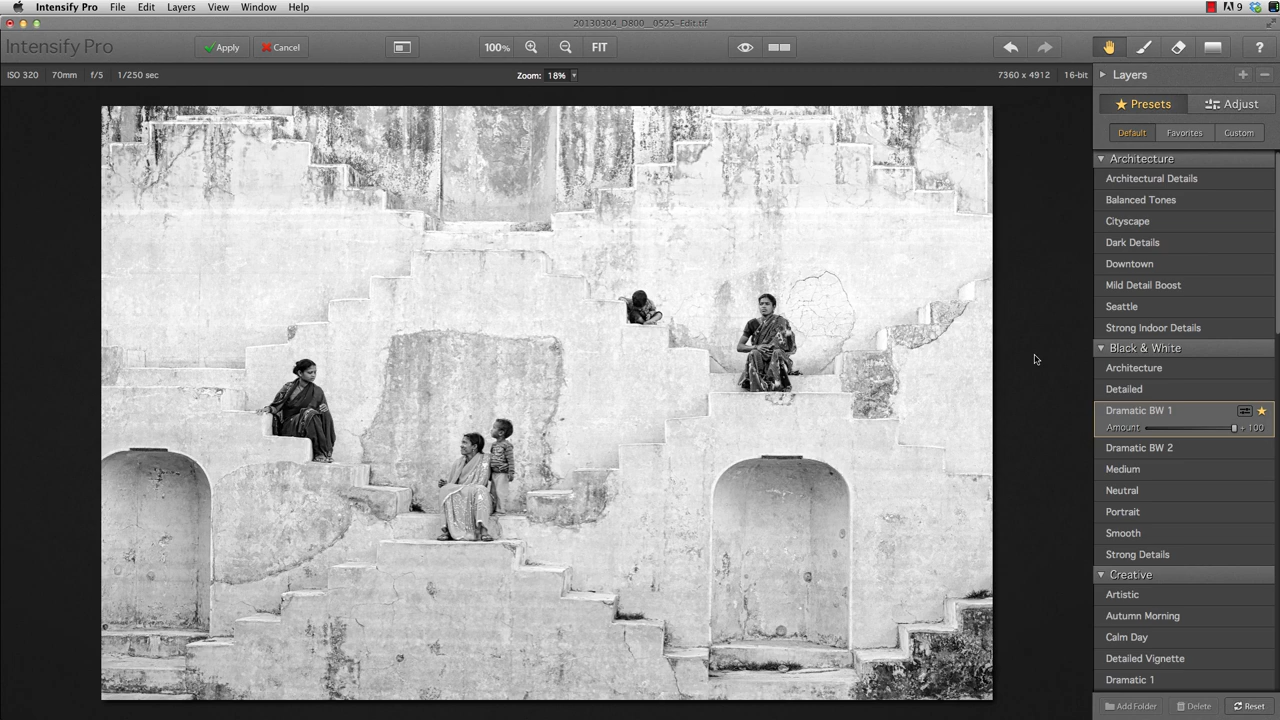 Intensify Pro File Edit Layers View Window Help 9
20130304_D800__0525-Edit.tif
Intensify Pro Apply Cancel 100% FIT ?
ISO 320 70mm f/5 1/250 sec Zoom: 18% 7360 x 4912 16-bit
Layers
Presets Adjust
Default Favorites Custom
Architecture
Architectural Details
Balanced Tones
Cityscape
Dark Details
Downtown
Mild Detail Boost
Seattle
Strong Indoor Details
Black & White
Architecture
Detailed
Dramatic BW 1
Amount + 100
Dramatic BW 2
Medium
Neutral
Portrait
Smooth
Strong Details
Creative
Artistic
Autumn Morning
Calm Day
Detailed Vignette
Dramatic 1
Add Folder Delete Reset